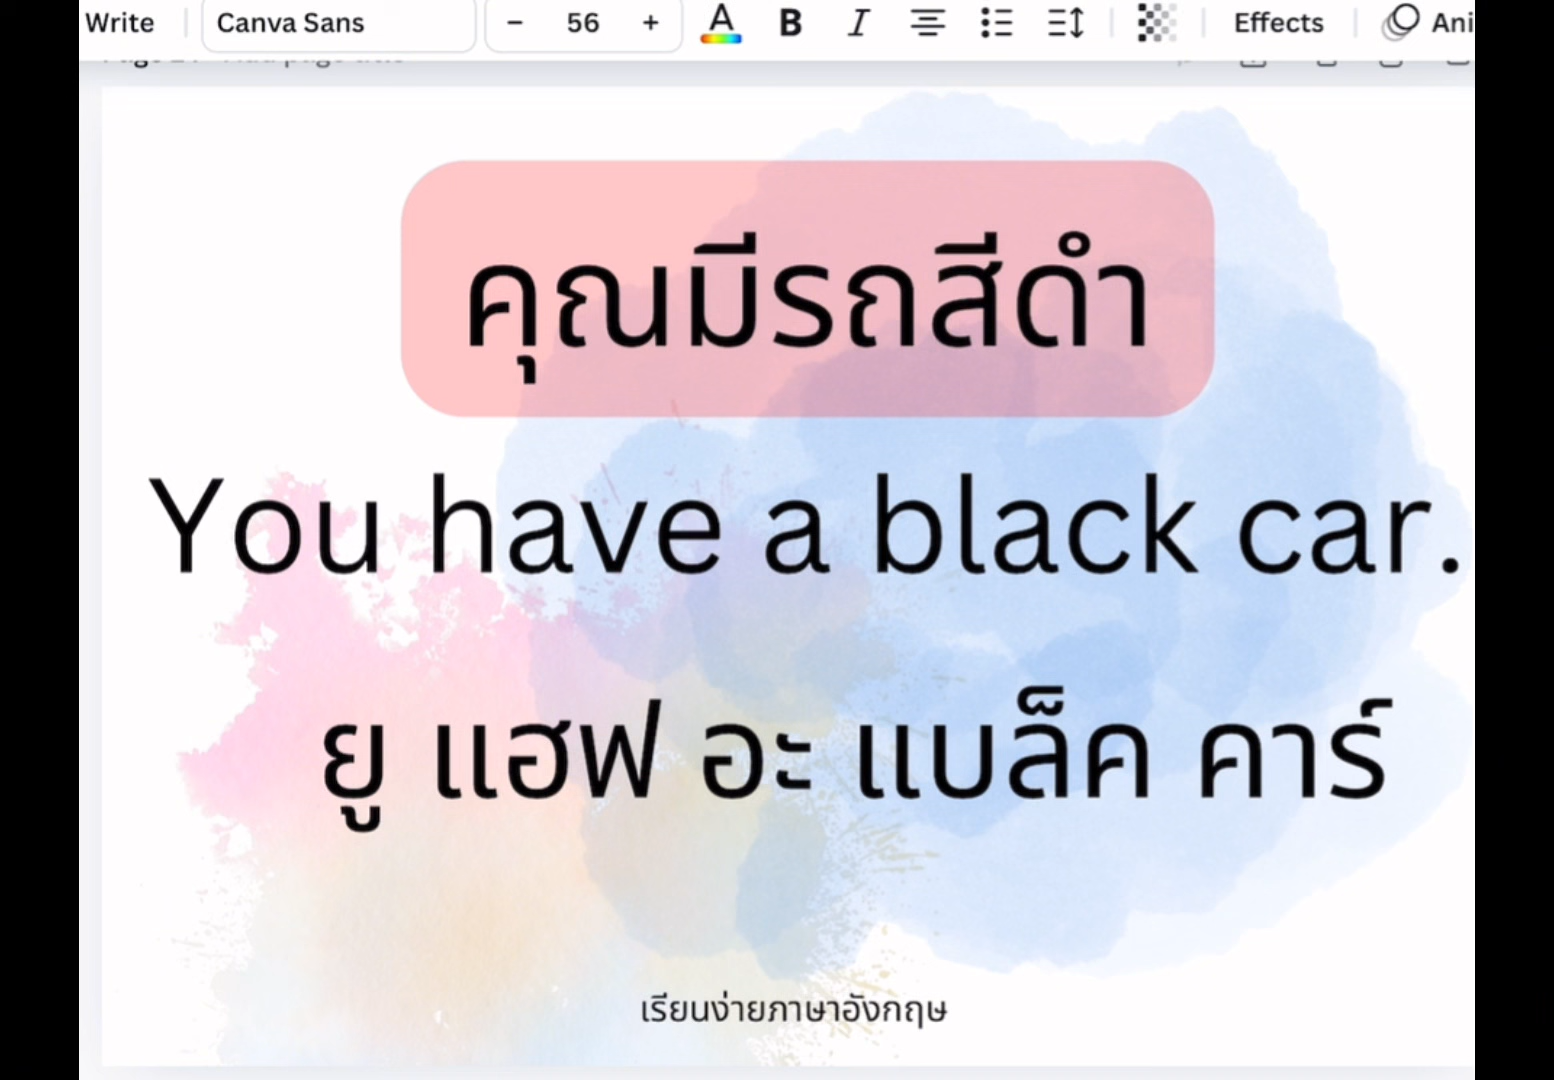 Write Canva Sans – 56 + A B I Effects Ani
คุณมีรถสีดำ
You have a black car.
ยู แฮฟ อะ แบล็ค คาร์
เรียนง่ายภาษาอังกฤษ